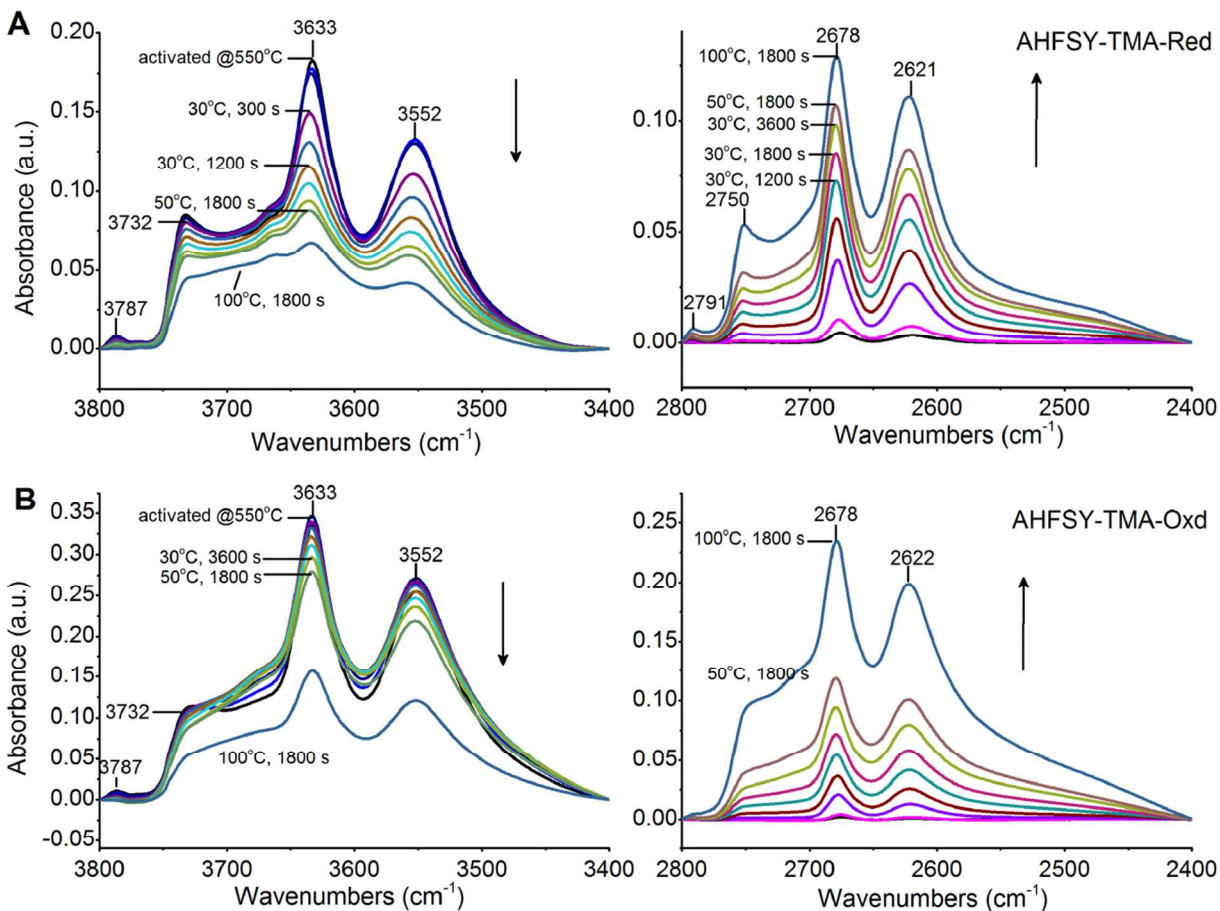 A
0.20
0.15
0.10
0.05
0.00
Absorbance (a.u.)
3633
activated @550°C
3552
30°C, 300 s
30°C, 1200 s
50°C, 1800 s
3732
3787
100°C, 1800 s
3800
3700
3600
3500
3400
Wavenumbers (cm⁻¹)
2678
AHFSY-TMA-Red
100°C, 1800 s
2621
0.10
50°C, 1800 s
30°C, 3600 s
30°C, 1800 s
30°C, 1200 s
2750
0.05
2791
0.00
2800
2700
2600
2500
2400
Wavenumbers (cm⁻¹)
B
0.35
0.30
0.25
0.20
0.15
0.10
0.05
0.00
-0.05
Absorbance (a.u.)
3633
activated @550°C
3552
30°C, 3600 s
50°C, 1800 s
3732
3787
100°C, 1800 s
3800
3700
3600
3500
3400
Wavenumbers (cm⁻¹)
2678
AHFSY-TMA-Oxd
0.25
100°C, 1800 s
2622
0.20
0.15
50°C, 1800 s
0.10
0.05
0.00
2800
2700
2600
2500
2400
Wavenumbers (cm⁻¹)